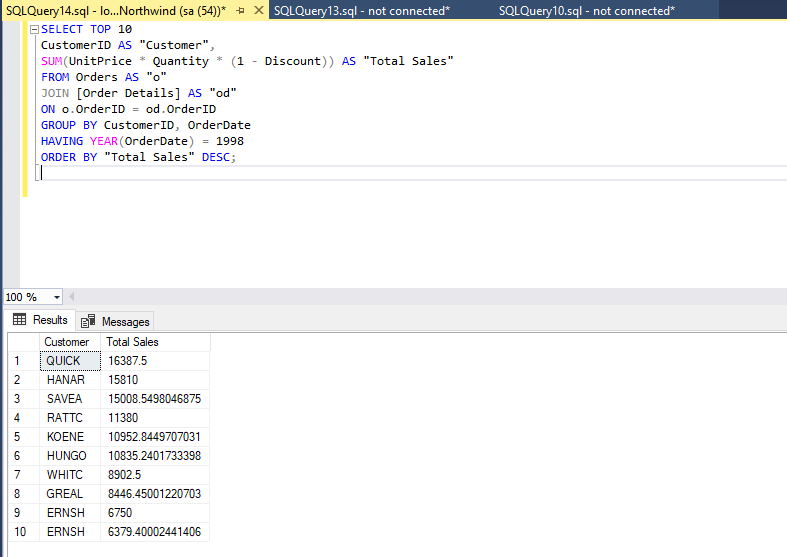 SQLQuery14.sql - lo...Northwind (sa (54))* SQLQuery13.sql - not connected* SQLQuery10.sql - not connected*
SELECT TOP 10
CustomerID AS "Customer",
SUM(UnitPrice * Quantity * (1 - Discount)) AS "Total Sales"
FROM Orders AS "o"
JOIN [Order Details] AS "od"
ON o.OrderID = od.OrderID
GROUP BY CustomerID, OrderDate
HAVING YEAR(OrderDate) = 1998
ORDER BY "Total Sales" DESC;
100 %
Results Messages
Customer Total Sales
1 QUICK 16387.5
2 HANAR 15810
3 SAVEA 15008.5498046875
4 RATTC 11380
5 KOENE 10952.8449707031
6 HUNGO 10835.2401733398
7 WHITC 8902.5
8 GREAL 8446.45001220703
9 ERNSH 6750
10 ERNSH 6379.40002441406